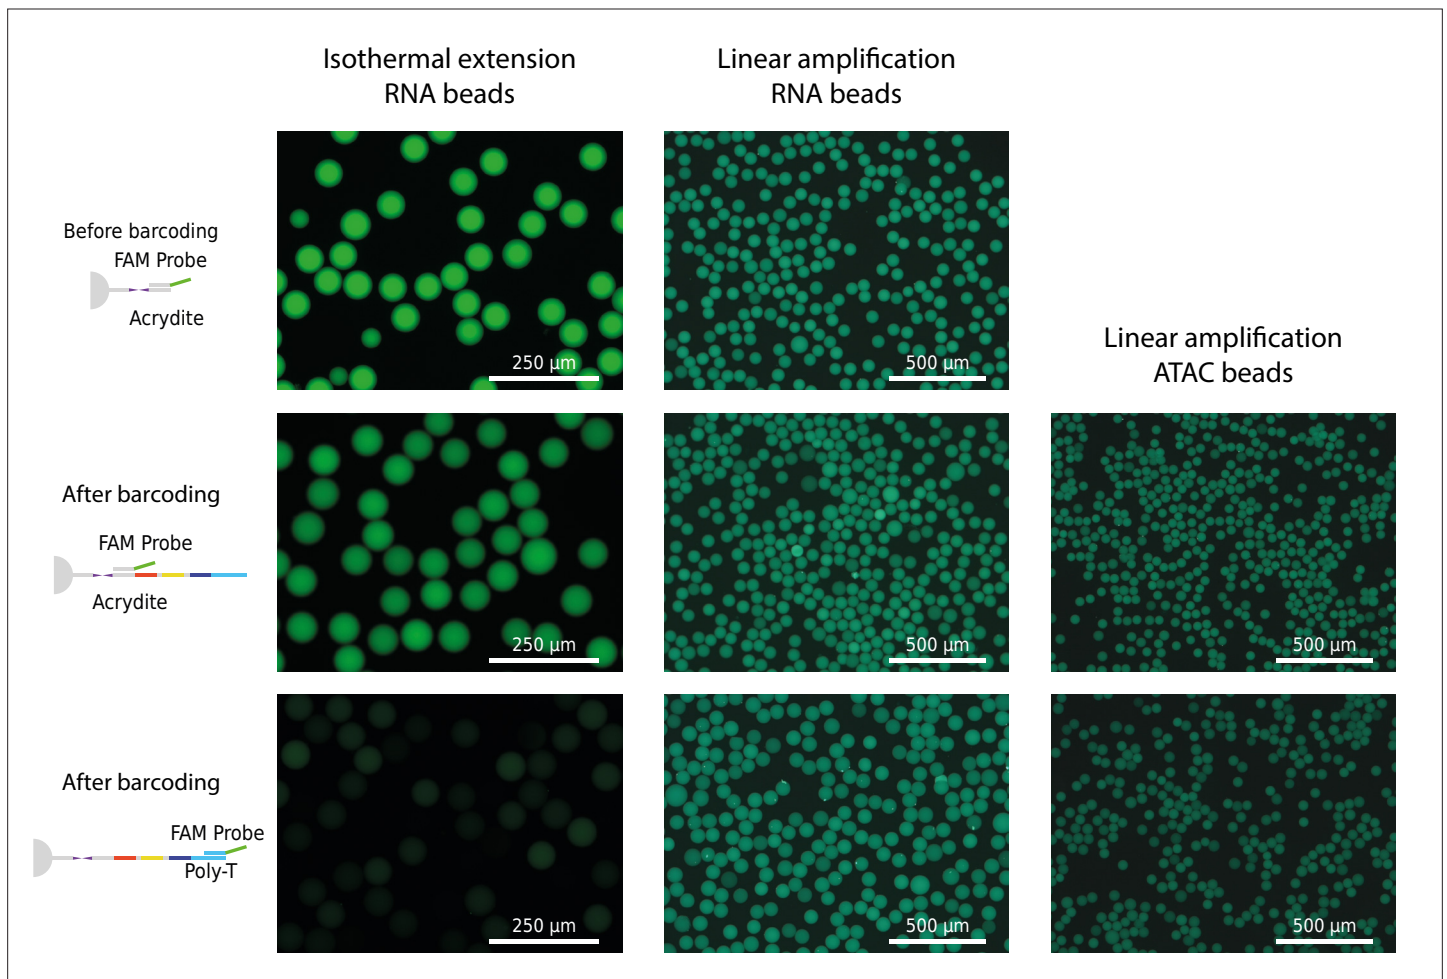 Isothermal extension
RNA beads
Linear amplification
RNA beads
Before barcoding
FAM Probe
Acrydite
250 µm
500 µm
Linear amplification
ATAC beads
After barcoding
FAM Probe
Acrydite
250 µm
500 µm
500 µm
After barcoding
FAM Probe
Poly-T
250 µm
500 µm
500 µm